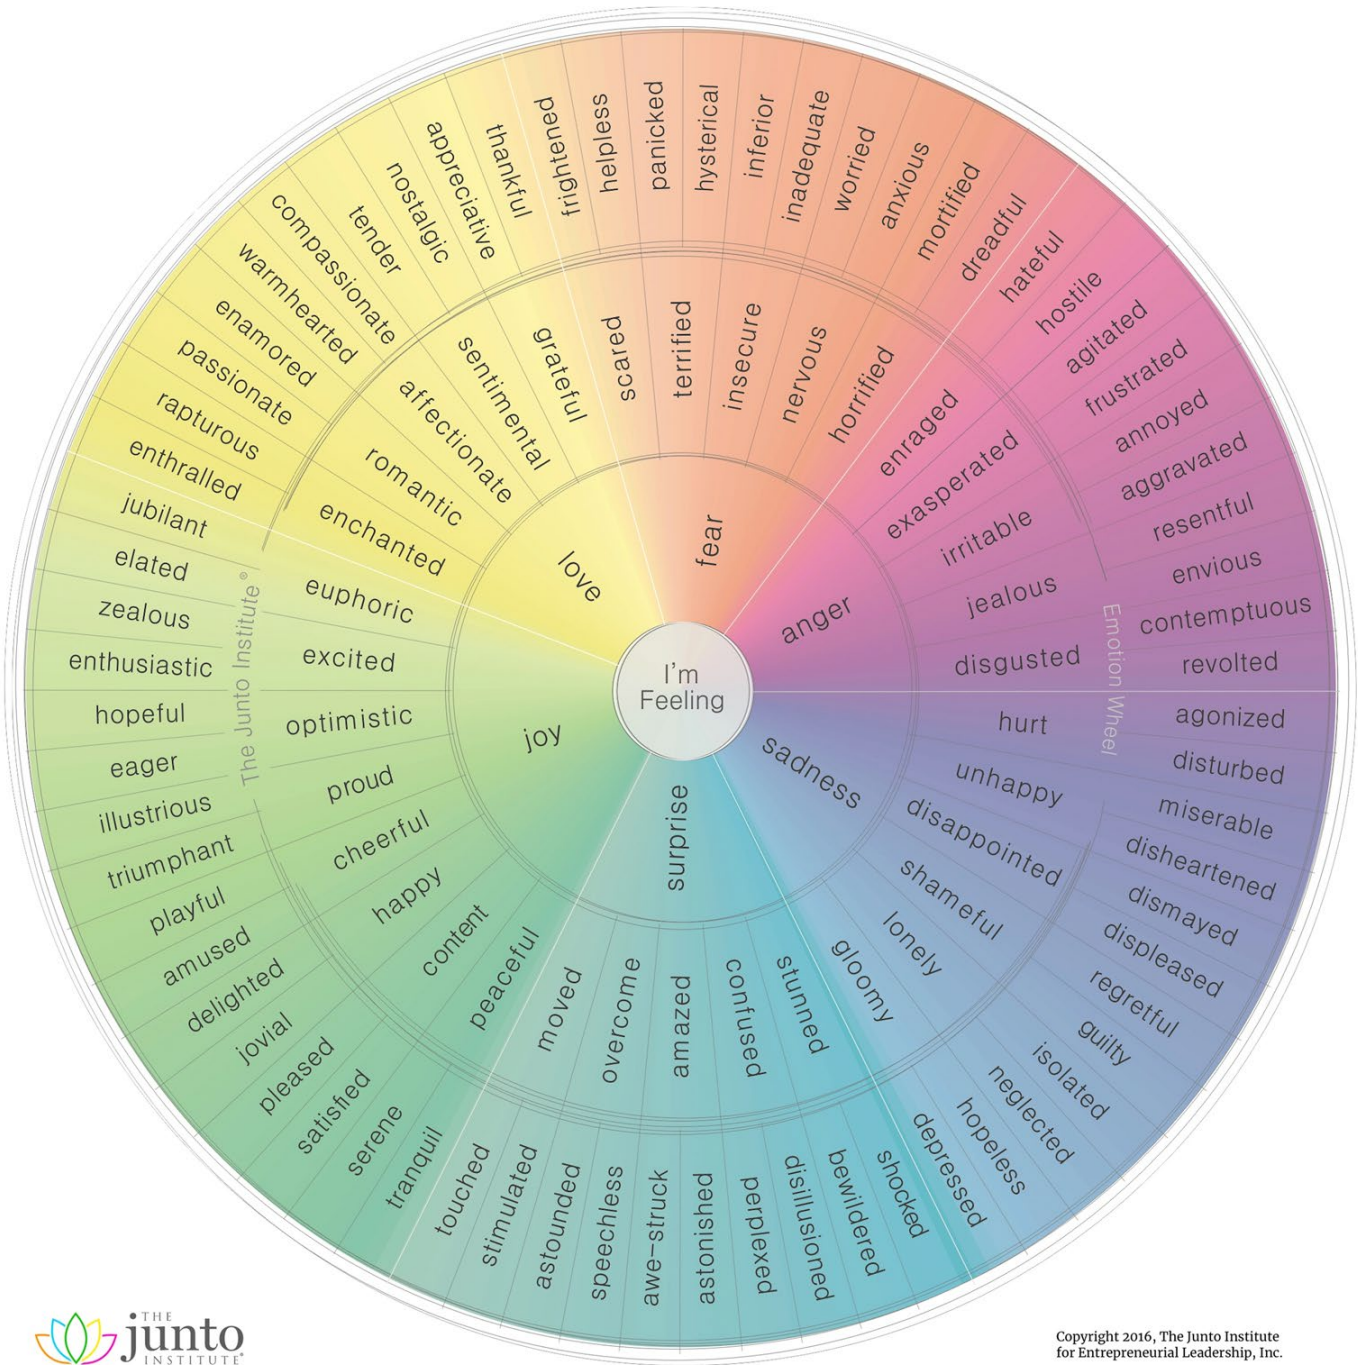 I'm
Feeling
fear
anger
sadness
surprise
joy
love
scared
terrified
insecure
nervous
horrified
enraged
exasperated
irritable
jealous
disgusted
hurt
unhappy
disappointed
shameful
lonely
gloomy
stunned
confused
amazed
overcome
moved
peaceful
content
happy
cheerful
proud
optimistic
excited
euphoric
enchanted
romantic
affectionate
sentimental
grateful
frightened
helpless
panicked
hysterical
inferior
inadequate
worried
anxious
mortified
dreadful
hateful
hostile
agitated
frustrated
annoyed
aggravated
resentful
envious
contemptuous
revolted
agonized
disturbed
miserable
disheartened
dismayed
displeased
regretful
guilty
isolated
neglected
hopeless
depressed
shocked
bewildered
disillusioned
perplexed
astonished
awe-struck
speechless
astounded
stimulated
touched
tranquil
serene
satisfied
pleased
jovial
delighted
amused
playful
triumphant
illustrious
eager
hopeful
enthusiastic
zealous
elated
jubilant
enthralled
rapturous
passionate
enamored
warmhearted
compassionate
tender
nostalgic
appreciative
thankful
The Junto Institute®
Emotion Wheel
THE
junto
INSTITUTE®
Copyright 2016, The Junto Institute
for Entrepreneurial Leadership, Inc.